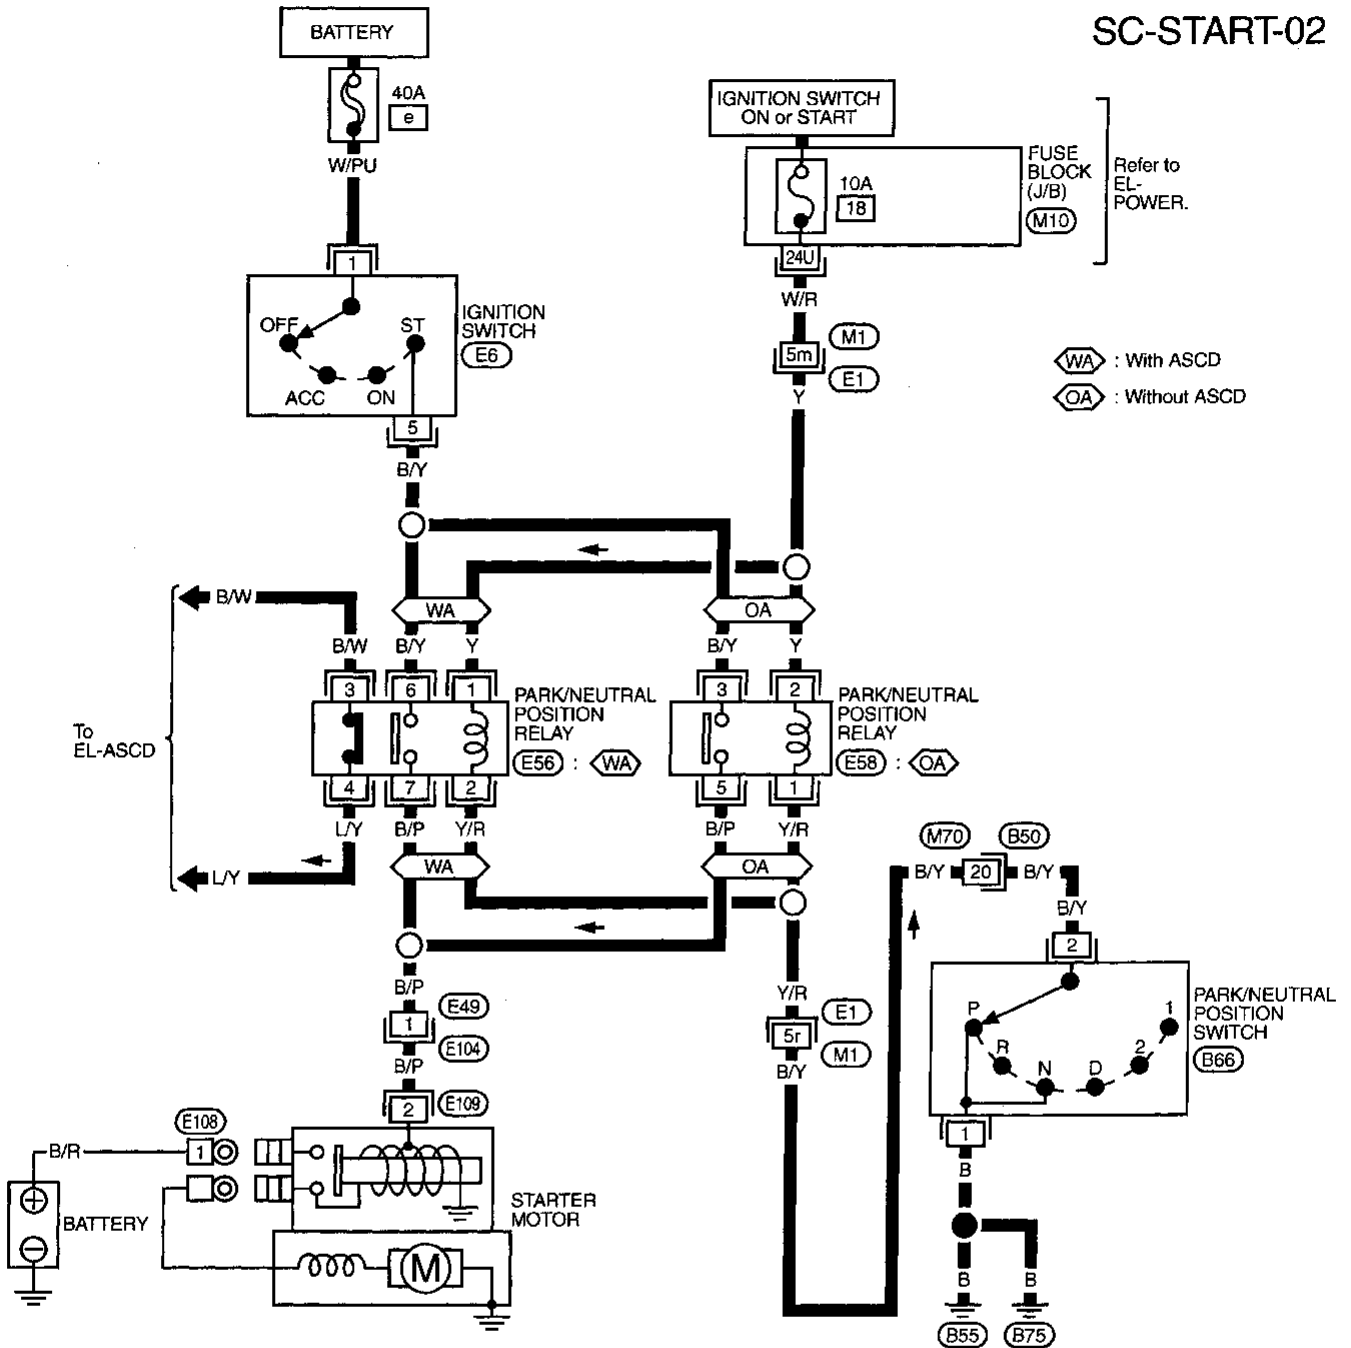 SC-START-02
BATTERY
40A
e
W/PU
IGNITION SWITCH
ON or START
FUSE
BLOCK
(J/B)
M10
Refer to
EL-
POWER.
10A
18
24U
W/R
1
OFF
ST
ACC
ON
IGNITION
SWITCH
E6
5
B/Y
5m
M1
E1
Y
WA : With ASCD
OA : Without ASCD
B/W
WA
OA
B/W
B/Y
Y
B/Y
Y
3
6
1
3
2
PARK/NEUTRAL
POSITION
RELAY
E56 : WA
PARK/NEUTRAL
POSITION
RELAY
E58 : OA
To
EL-ASCD
4
7
2
5
1
L/Y
B/P
Y/R
B/P
Y/R
WA
OA
L/Y
M70
B50
B/Y
20
B/Y
B/Y
2
B/P
Y/R
1
E49
E104
5r
E1
M1
B/P
B/Y
P
R
N
D
2
1
PARK/NEUTRAL
POSITION
SWITCH
B66
2
E109
E108
1
B/R
1
B
BATTERY
STARTER
MOTOR
M
B
B
B55
B75